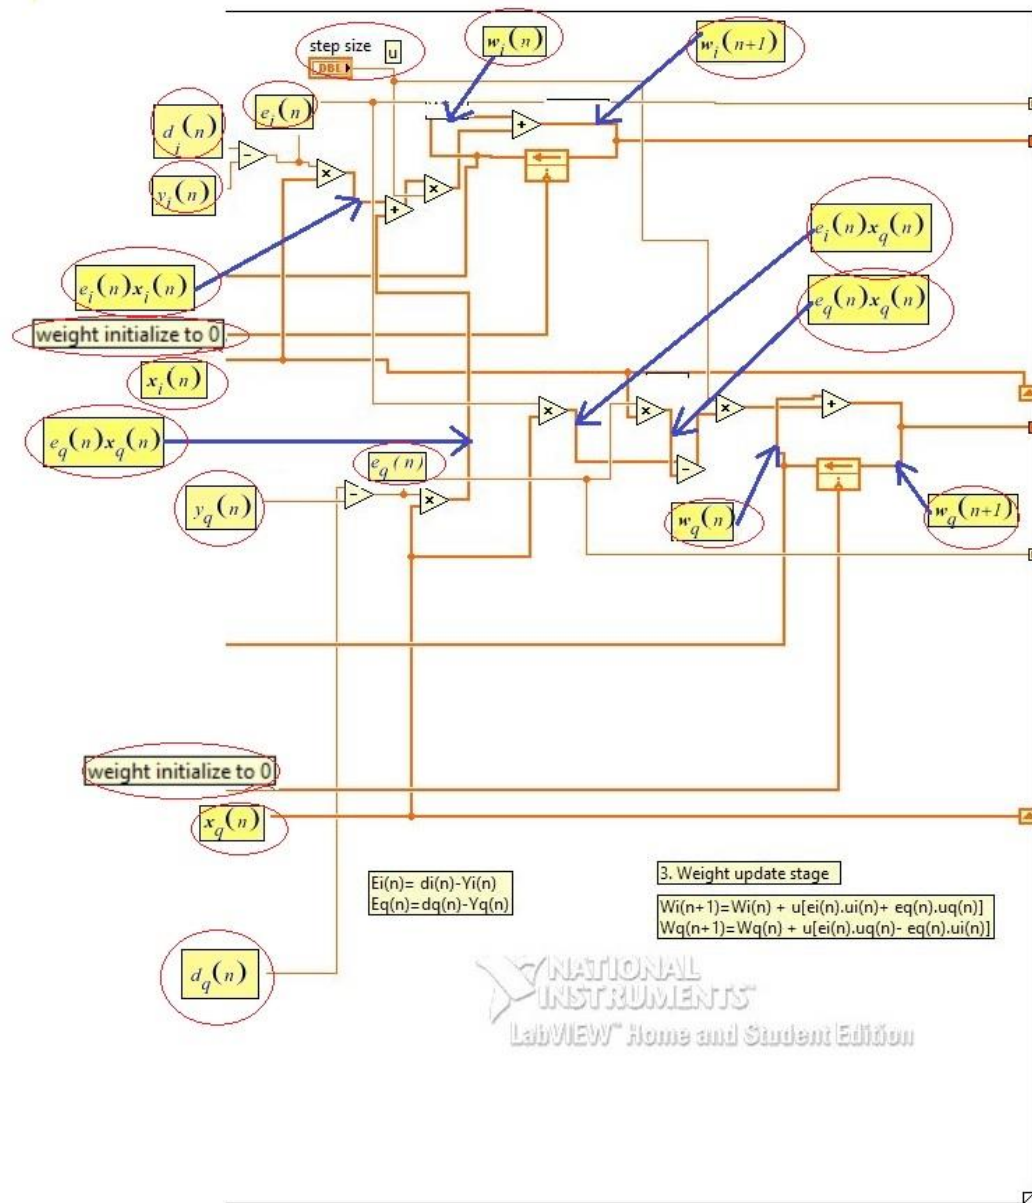 step size
u
DBL
w_i(n)
w_i(n+1)
e_i(n)
d_i(n)
y_i(n)
e_i(n)x_q(n)
e_i(n)x_i(n)
e_q(n)x_q(n)
weight initialize to 0
x_i(n)
e_q(n)x_q(n)
e_q(n)
y_q(n)
w_q(n)
w_q(n+1)
weight initialize to 0
x_q(n)
Ei(n)= di(n)-Yi(n)
Eq(n)=dq(n)-Yq(n)
3. Weight update stage
Wi(n+1)=Wi(n) + u[ei(n).ui(n)+ eq(n).uq(n)]
Wq(n+1)=Wq(n) + u[ei(n).uq(n)- eq(n).ui(n)]
d_q(n)
NATIONAL
INSTRUMENTS™
LabVIEW™ Home and Student Edition